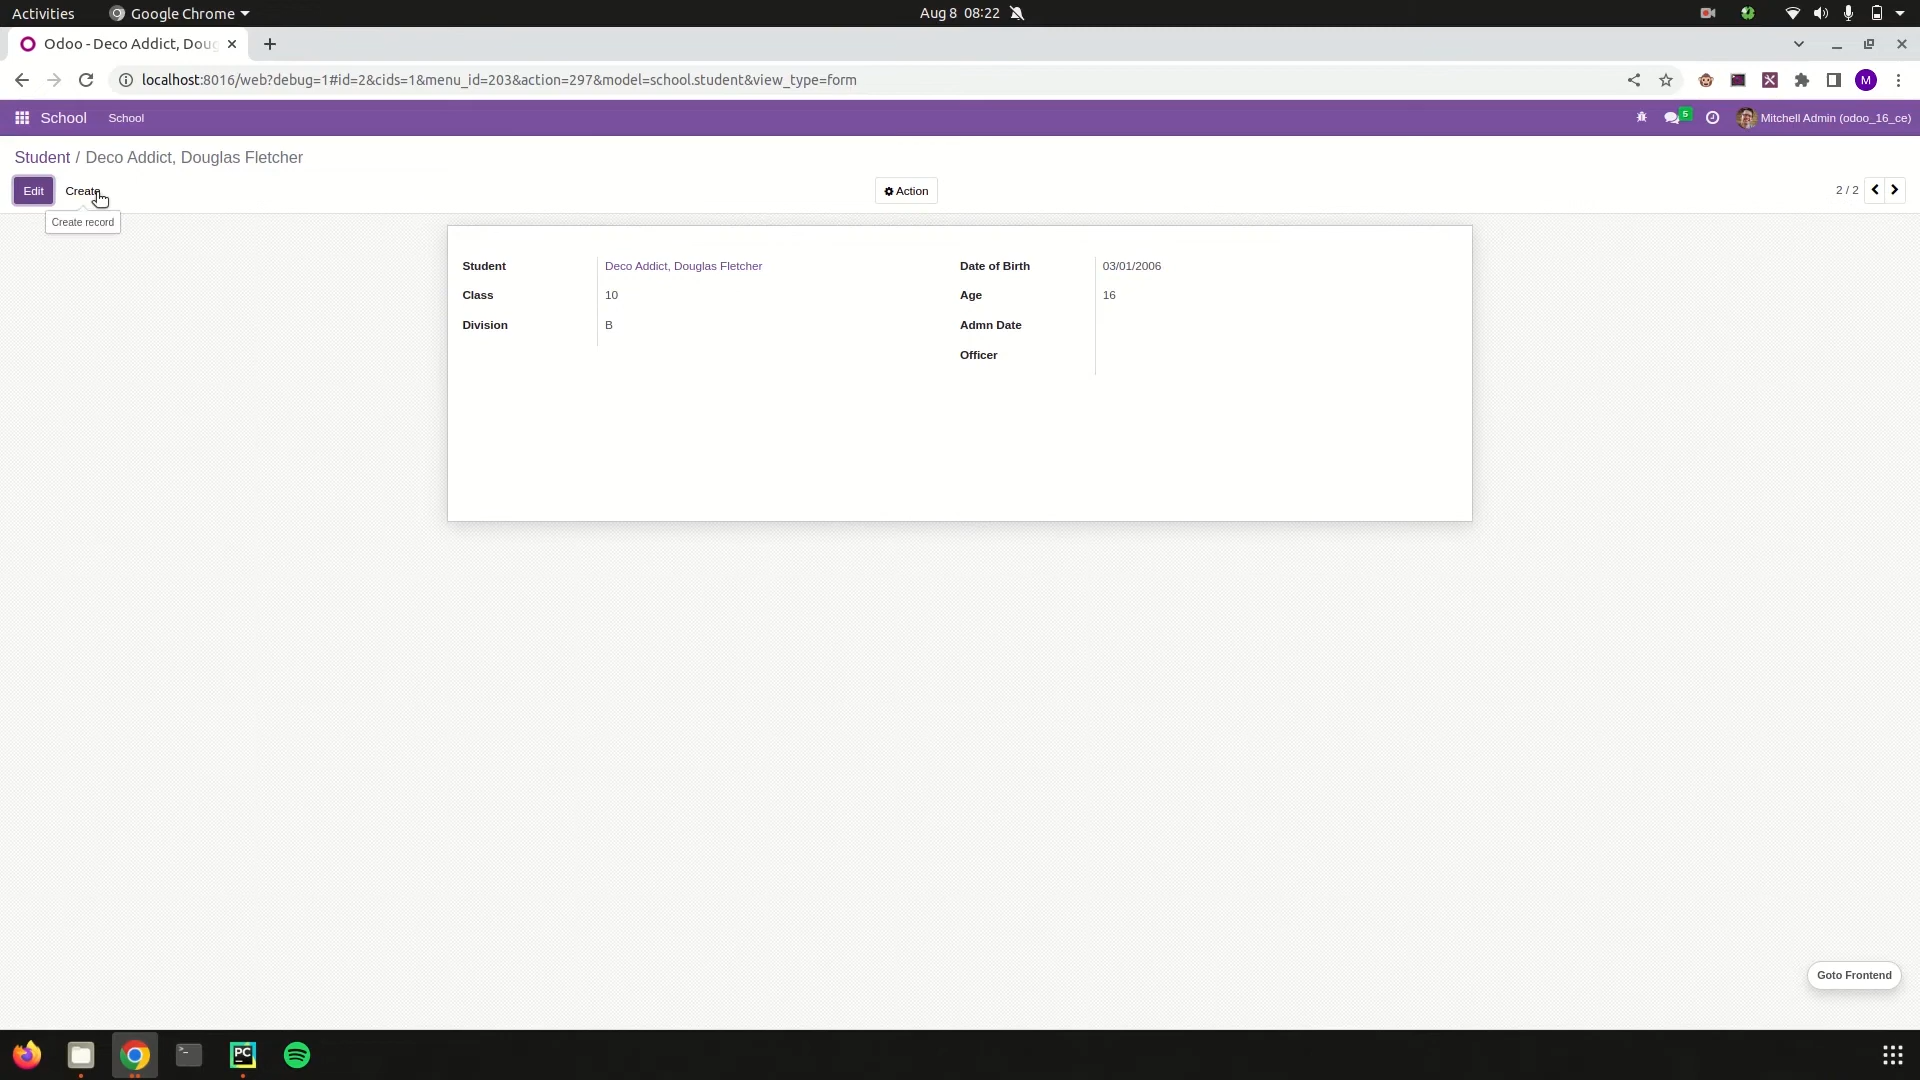 Activities
Google Chrome
Aug 8 08:22
Odoo - Deco Addict, Doug
localhost:8016/web?debug=1#id=2&cids=1&menu_id=203&action=297&model=school.student&view_type=form
M
School
School
5
Mitchell Admin (odoo_16_ce)
Student / Deco Addict, Douglas Fletcher
Edit
Create
Action
2 / 2
Create record
Student
Deco Addict, Douglas Fletcher
Date of Birth
03/01/2006
Class
10
Age
16
Division
B
Admn Date
Officer
Goto Frontend
PC